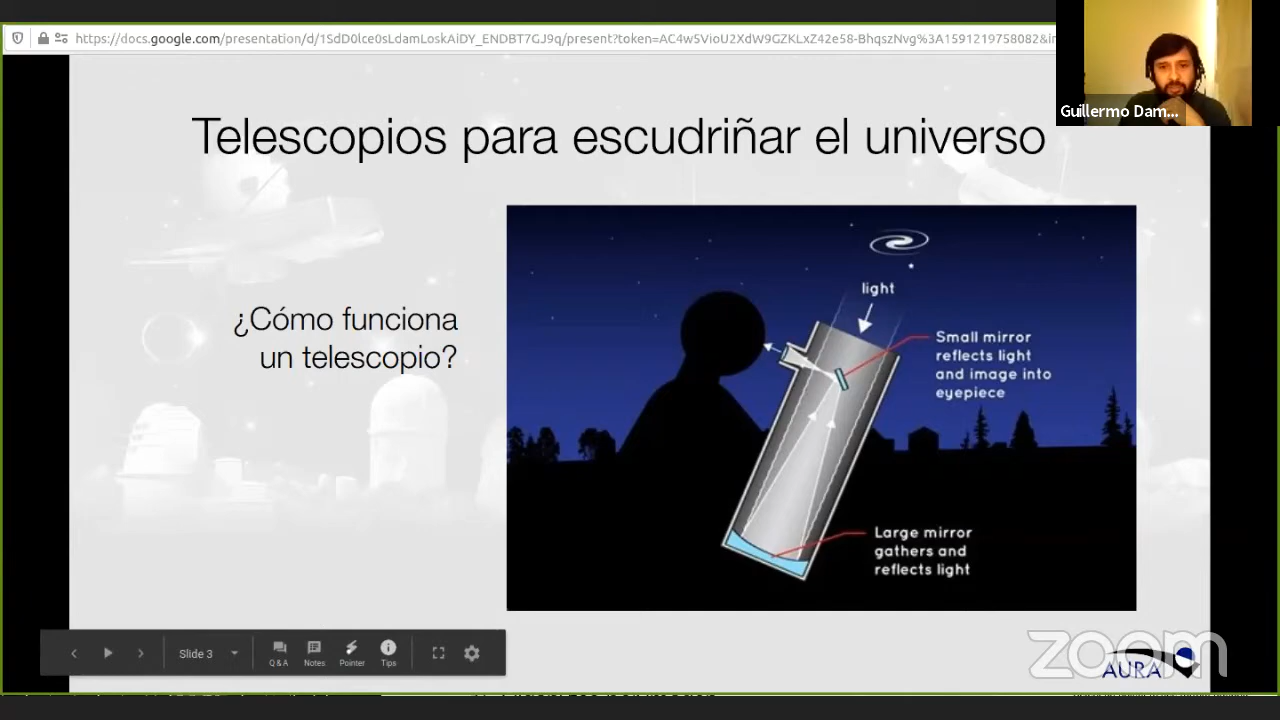 https://docs.google.com/presentation/d/1SdD0Ice0sLdamLoskAiDY_ENDBT7GJ9q/present?token=AC4w5VioU2XdW9GZKLxZ42e58-BhqszNvg%3A1591219758082&i
Guillermo Dam...
Telescopios para escudriñar el universo
¿Cómo funciona
un telescopio?
light
Small mirror
reflects light
and image into
eyepiece
Large mirror
gathers and
reflects light
Slide 3
Q & A
Notes
Pointer
Tips
zoom
AURA